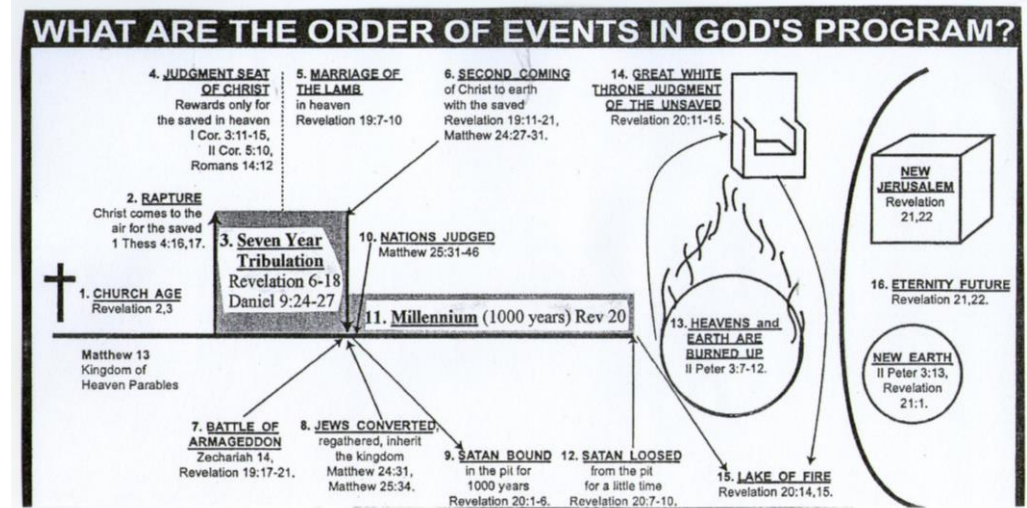 WHAT ARE THE ORDER OF EVENTS IN GOD'S PROGRAM?
4. JUDGMENT SEAT
OF CHRIST
Rewards only for
the saved in heaven
I Cor. 3:11-15,
II Cor. 5:10,
Romans 14:12
5. MARRIAGE OF
THE LAMB
in heaven
Revelation 19:7-10
6. SECOND COMING
of Christ to earth
with the saved
Revelation 19:11-21,
Matthew 24:27-31.
14. GREAT WHITE
THRONE JUDGMENT
OF THE UNSAVED
Revelation 20:11-15.
2. RAPTURE
Christ comes to the
air for the saved
1 Thess 4:16,17.
3. Seven Year
Tribulation
Revelation 6-18
Daniel 9:24-27
10. NATIONS JUDGED
Matthew 25:31-46
NEW
JERUSALEM
Revelation
21,22
1. CHURCH AGE
Revelation 2,3
11. Millennium (1000 years) Rev 20
13. HEAVENS and
EARTH ARE
BURNED UP
II Peter 3:7-12.
16. ETERNITY FUTURE
Revelation 21,22.
Matthew 13
Kingdom of
Heaven Parables
NEW EARTH
II Peter 3:13,
Revelation
21:1.
7. BATTLE OF
ARMAGEDDON
Zechariah 14,
Revelation 19:17-21.
8. JEWS CONVERTED,
regathered, inherit
the kingdom
Matthew 24:31,
Matthew 25:34.
9. SATAN BOUND
in the pit for
1000 years
Revelation 20:1-6.
12. SATAN LOOSED
from the pit
for a little time
Revelation 20:7-10.
15. LAKE OF FIRE
Revelation 20:14,15.